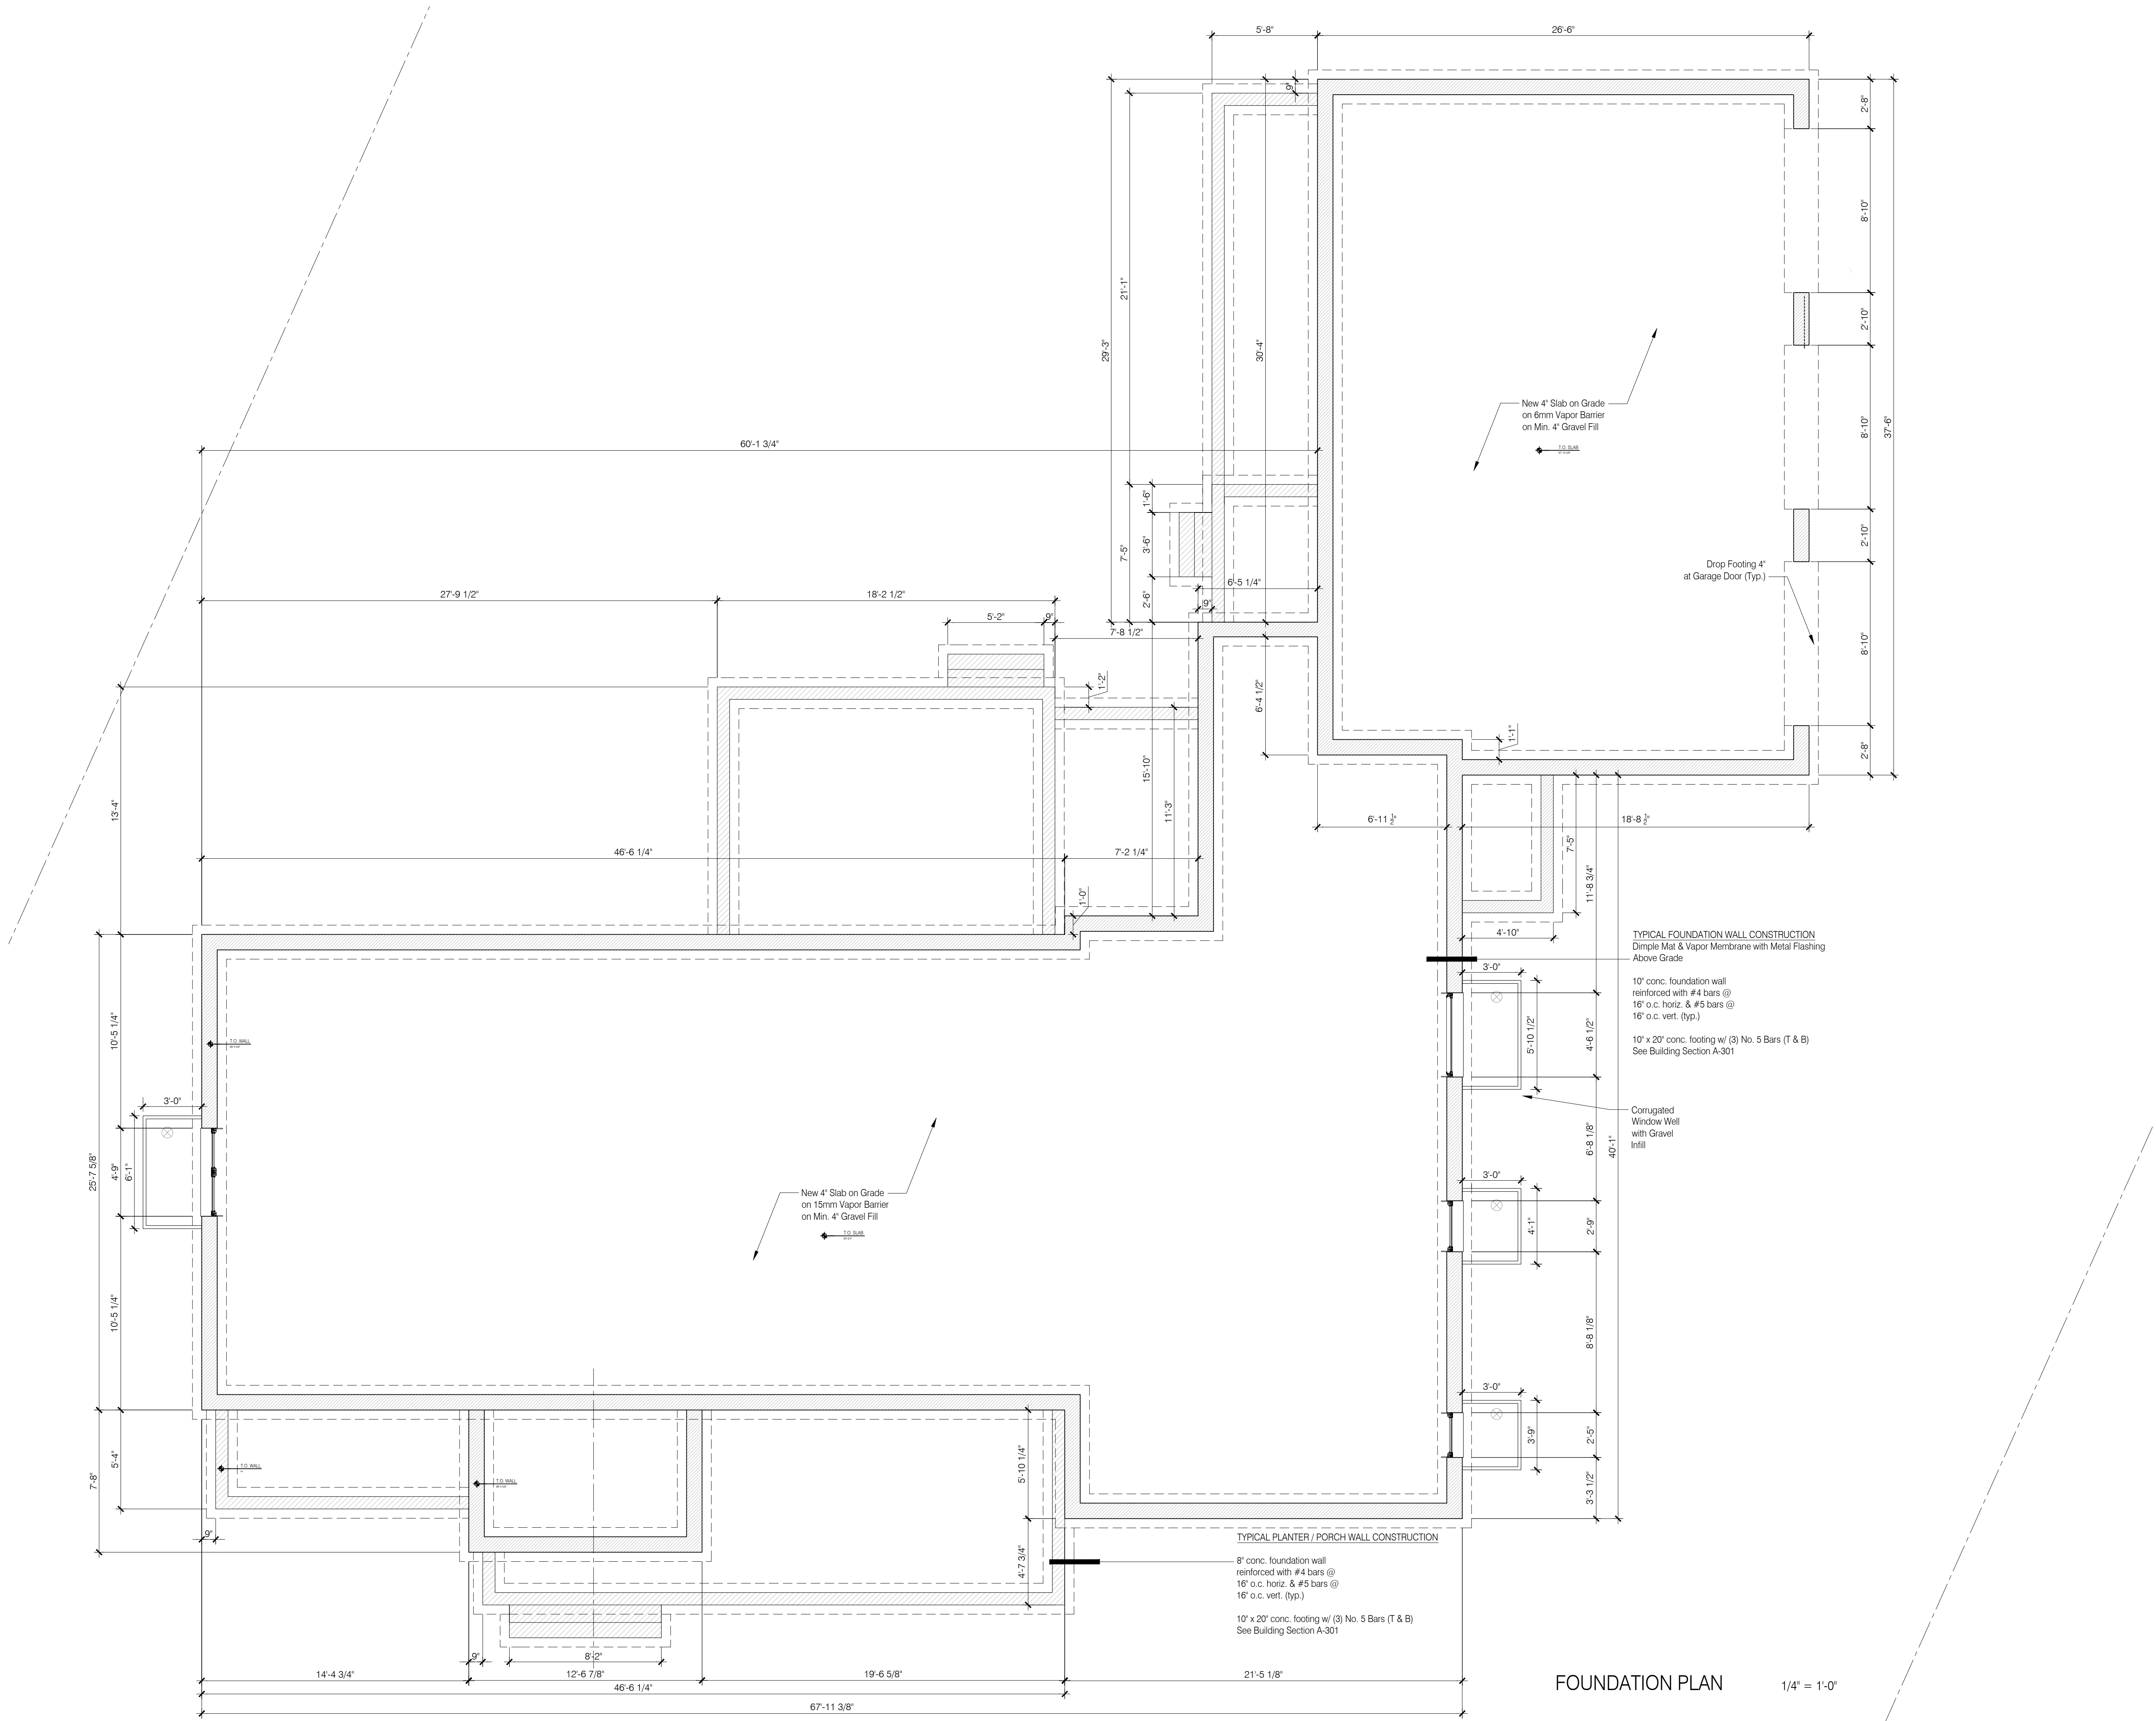 5'-8"
26'-6"
9"
2'-8"
8'-10"
21'-1"
2'-10"
29'-3"
30'-4"
New 4" Slab on Grade
on 6mm Vapor Barrier
on Min. 4" Gravel Fill
T.O. SLAB
8'-10"
37'-6"
60'-1 3/4"
1'-6"
3'-6"
7'-5"
2'-10"
Drop Footing 4"
at Garage Door (Typ.)
6'-5 1/4"
2'-6"
9"
27'-9 1/2"
18'-2 1/2"
5'-2"
9"
7'-8 1/2"
8'-10"
1'-2"
6'-4 1/2"
1'-1"
2'-8"
15'-10"
11'-3"
13'-4"
6'-11 1/2"
18'-8 1/2"
46'-6 1/4"
7'-2 1/4"
7'-5"
11'-8 3/4"
1'-0"
4'-10"
TYPICAL FOUNDATION WALL CONSTRUCTION
Dimple Mat & Vapor Membrane with Metal Flashing
Above Grade
10" conc. foundation wall
reinforced with #4 bars @
16" o.c. horiz. & #5 bars @
16" o.c. vert. (typ.)
10" x 20" conc. footing w/ (3) No. 5 Bars (T & B)
See Building Section A-301
3'-0"
5'-10 1/2"
4'-6 1/2"
10'-5 1/4"
T.O. WALL
3'-0"
Corrugated
Window Well
with Gravel
Infill
6'-8 1/8"
40'-1"
25'-7 5/8"
4'-9"
6'-1"
3'-0"
4'-1"
2'-9"
New 4" Slab on Grade
on 15mm Vapor Barrier
on Min. 4" Gravel Fill
T.O. SLAB
10'-5 1/4"
8'-8 1/8"
3'-0"
3'-9"
2'-5"
3'-3 1/2"
7'-8"
5'-4"
T.O. WALL
T.O. WALL
5'-10 1/4"
9"
4'-7 3/4"
TYPICAL PLANTER / PORCH WALL CONSTRUCTION
8" conc. foundation wall
reinforced with #4 bars @
16" o.c. horiz. & #5 bars @
16" o.c. vert. (typ.)
10" x 20" conc. footing w/ (3) No. 5 Bars (T & B)
See Building Section A-301
9"
8'-2"
14'-4 3/4"
12'-6 7/8"
19'-6 5/8"
21'-5 1/8"
46'-6 1/4"
67'-11 3/8"
FOUNDATION PLAN
1/4" = 1'-0"